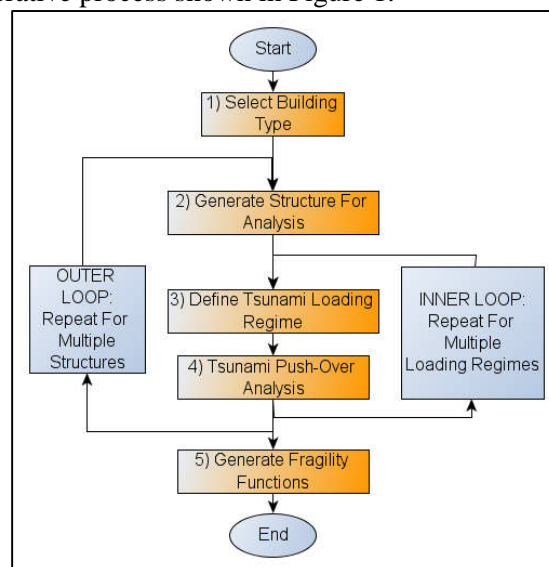 erative process shown in Figure 1.
Start
1) Select Building
Type
2) Generate Structure For
Analysis
OUTER
LOOP:
Repeat For
Multiple
Structures
3) Define Tsunami Loading
Regime
INNER LOOP:
Repeat For
Multiple
Loading Regimes
4) Tsunami Push-Over
Analysis
5) Generate Fragility
Functions
End